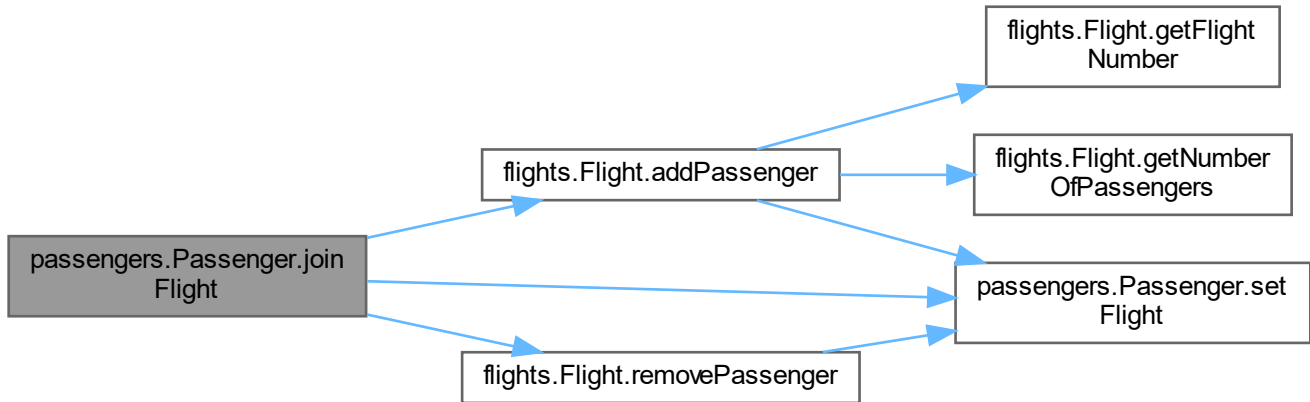 passengers.Passenger.join
Flight
flights.Flight.addPassenger
flights.Flight.removePassenger
flights.Flight.getFlight
Number
flights.Flight.getNumber
OfPassengers
passengers.Passenger.set
Flight